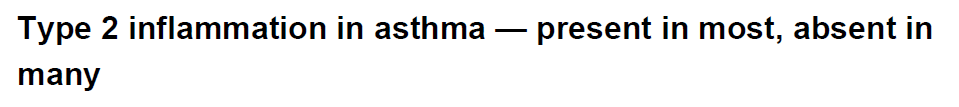 Type 2 inflammation in asthma — present in most, absent in
many